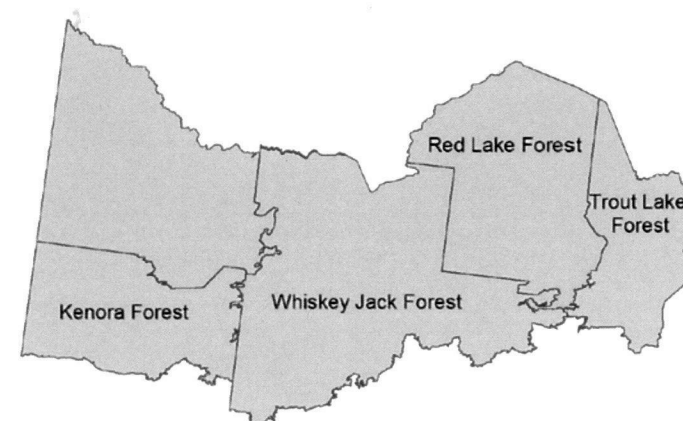 Red Lake Forest
Trout Lake
Forest
Kenora Forest
Whiskey Jack Forest